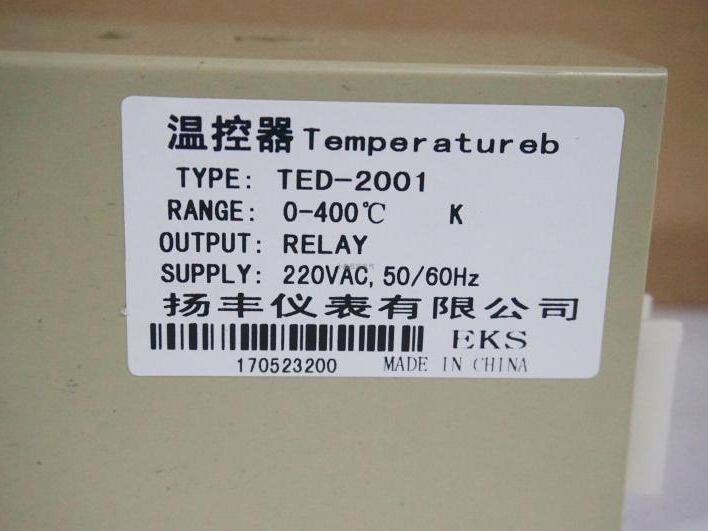 温控器 Temperatureb
TYPE: TED-2001
RANGE: 0-400℃ K
OUTPUT: RELAY
SUPPLY: 220VAC, 50/60Hz
扬丰仪表有限公司
EKS
170523200 MADE IN CHINA